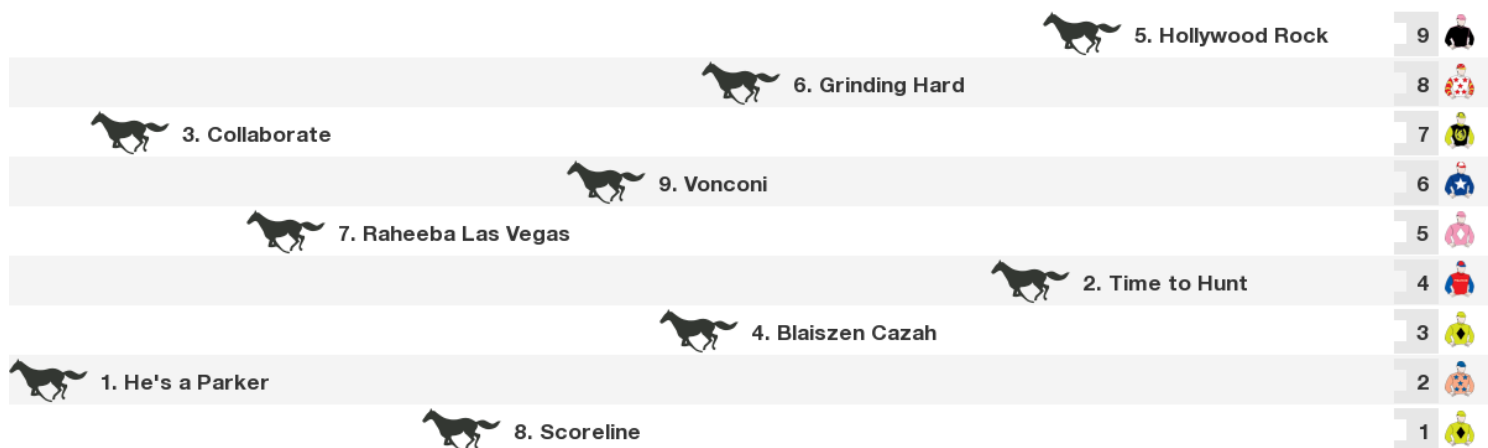 5. Hollywood Rock 9
6. Grinding Hard 8
3. Collaborate 7
9. Vonconi 6
7. Raheeba Las Vegas 5
2. Time to Hunt 4
4. Blaiszen Cazah 3
1. He's a Parker 2
8. Scoreline 1